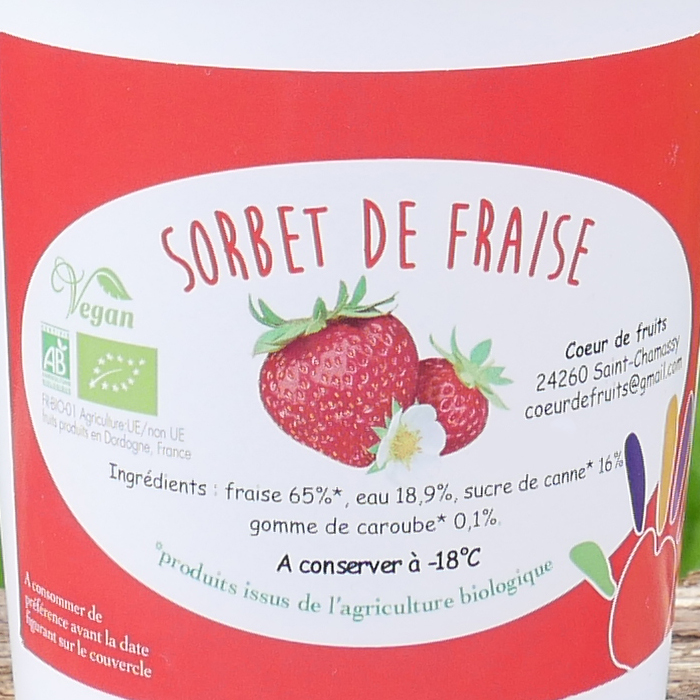 SORBET DE FRAISE
Vegan
AB
FR-BIO-01 Agriculture:UE/non UE
fruits produits en Dordogne, France
Coeur de fruits
24260 Saint-Chamassy
coeurdefruits@gmail.com
Ingrédients : fraise 65%*, eau 18,9%, sucre de canne* 16%
gomme de caroube* 0,1%.
A conserver à -18°C
°produits issus de l'agriculture biologique
A consommer de
préférence avant la date
figurant sur le couvercle